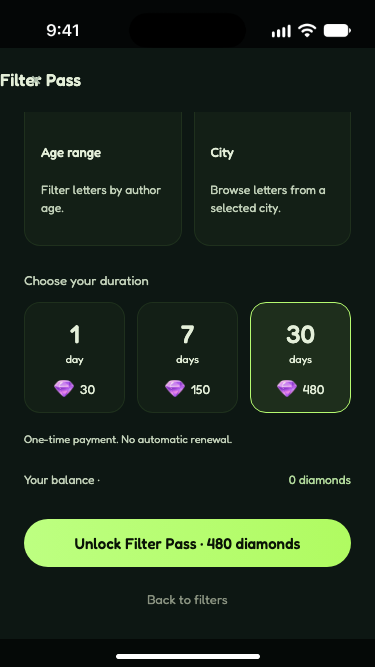 9:41
Filter Pass
Age range
Filter letters by author
age.
City
Browse letters from a
selected city.
Choose your duration
1
day
30
7
days
150
30
days
480
One-time payment. No automatic renewal.
Your balance ·
0 diamonds
Unlock Filter Pass · 480 diamonds
Back to filters